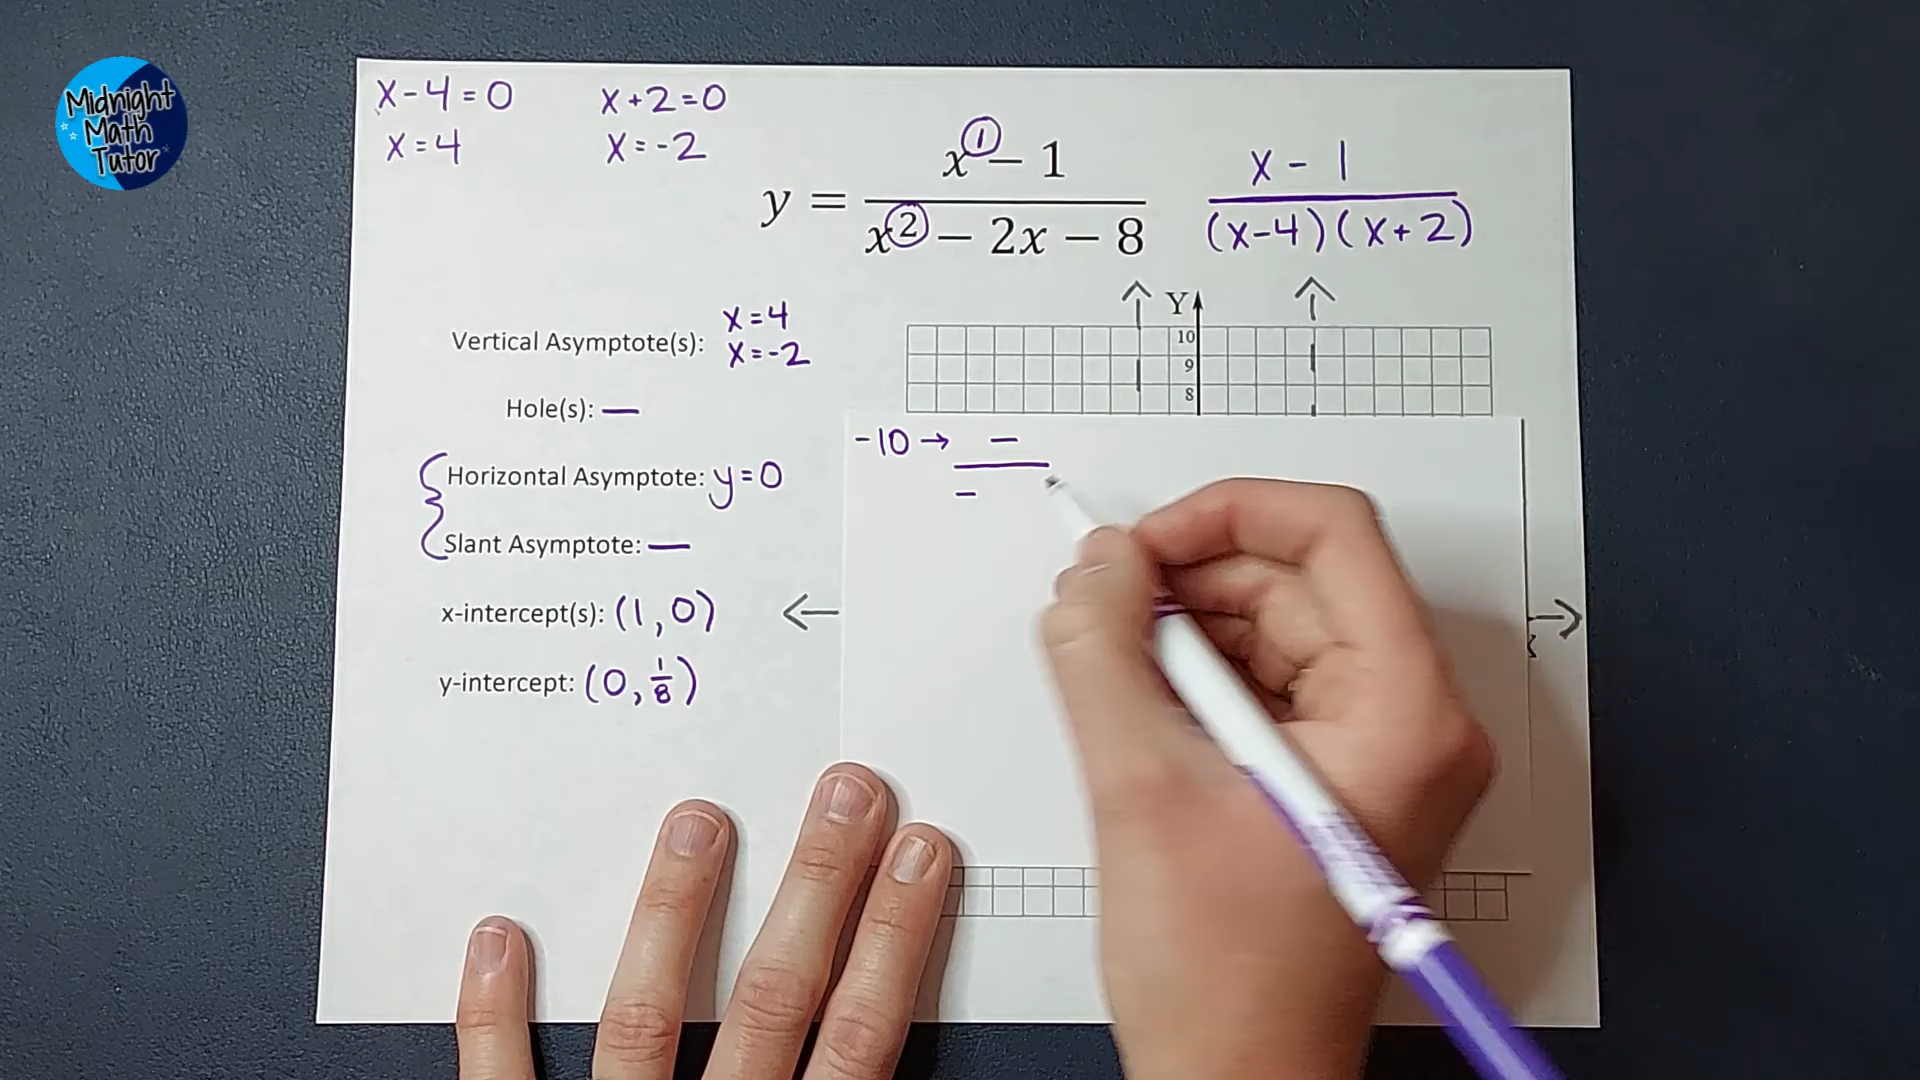 Midnight
Math
Tutor
x - 4 = 0
x = 4
x + 2 = 0
x = -2
y = (x^1 - 1)/(x^2 - 2x - 8)
(x - 1)/((x-4)(x+2))
Vertical Asymptote(s): x = 4
x = -2
Hole(s): —
Horizontal Asymptote: y = 0
Slant Asymptote: —
x-intercept(s): (1, 0)
y-intercept: (0, 1/8)
Y
10
9
8
-10 → −
−